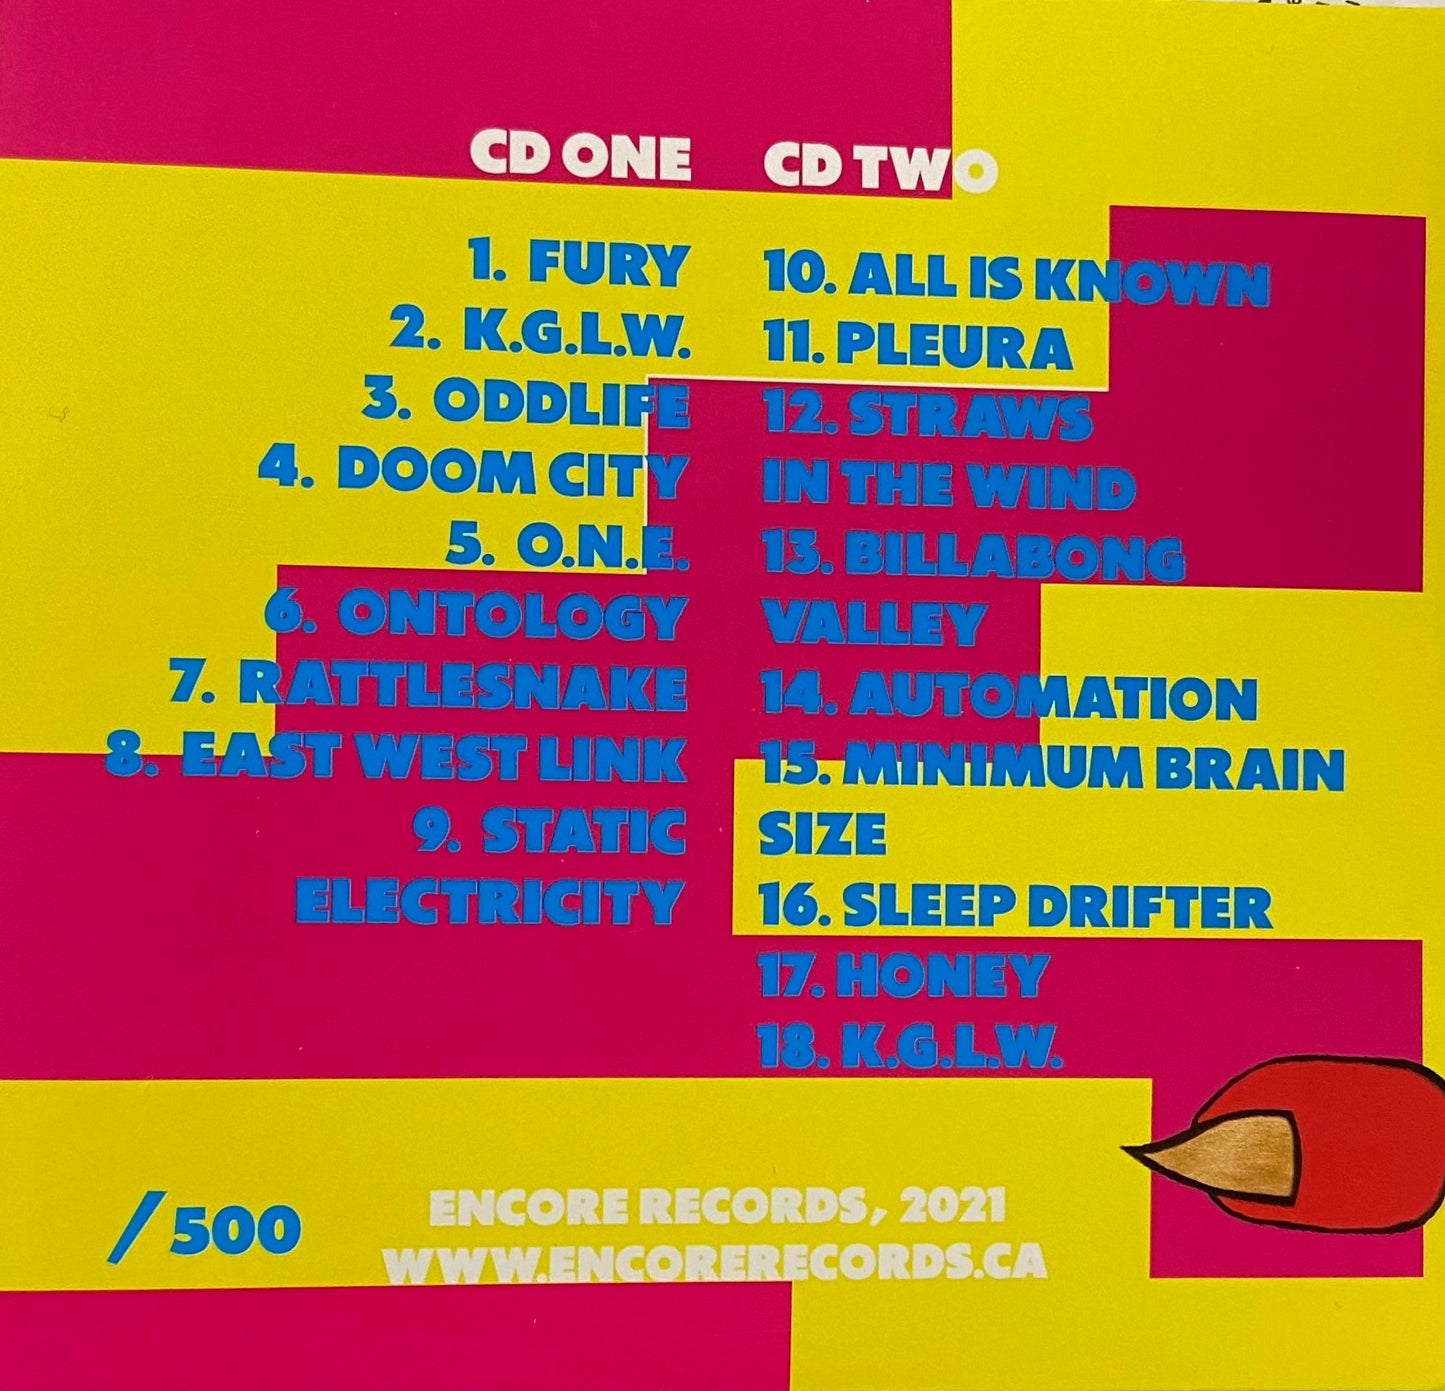 CD ONE
1. FURY
2. K.G.L.W.
3. ODDLIFE
4. DOOM CITY
5. O.N.E.
6. ONTOLOGY
7. RATTLESNAKE
8. EAST WEST LINK
9. STATIC
ELECTRICITY
CD TWO
10. ALL IS KNOWN
11. PLEURA
12. STRAWS
IN THE WIND
13. BILLABONG
VALLEY
14. AUTOMATION
15. MINIMUM BRAIN
SIZE
16. SLEEP DRIFTER
17. HONEY
18. K.G.L.W.
/500
ENCORE RECORDS, 2021
WWW.ENCORERECORDS.CA